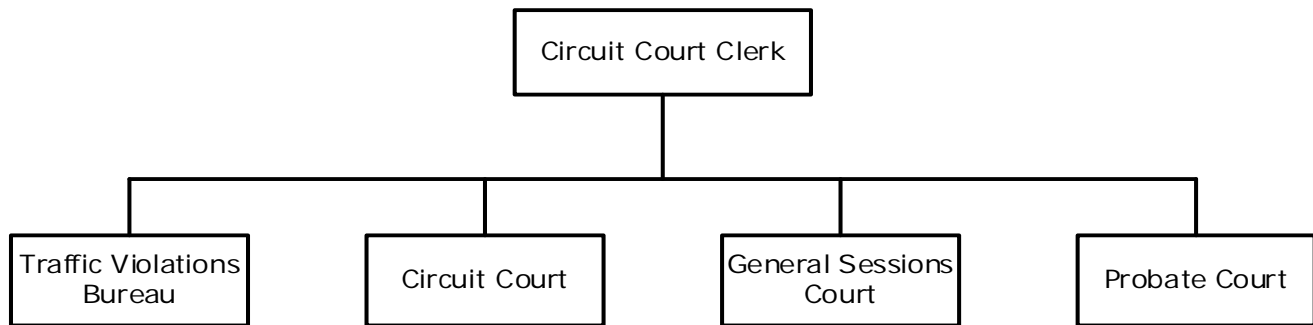 Circuit Court Clerk
Traffic Violations
Bureau
Circuit Court
General Sessions
Court
Probate Court